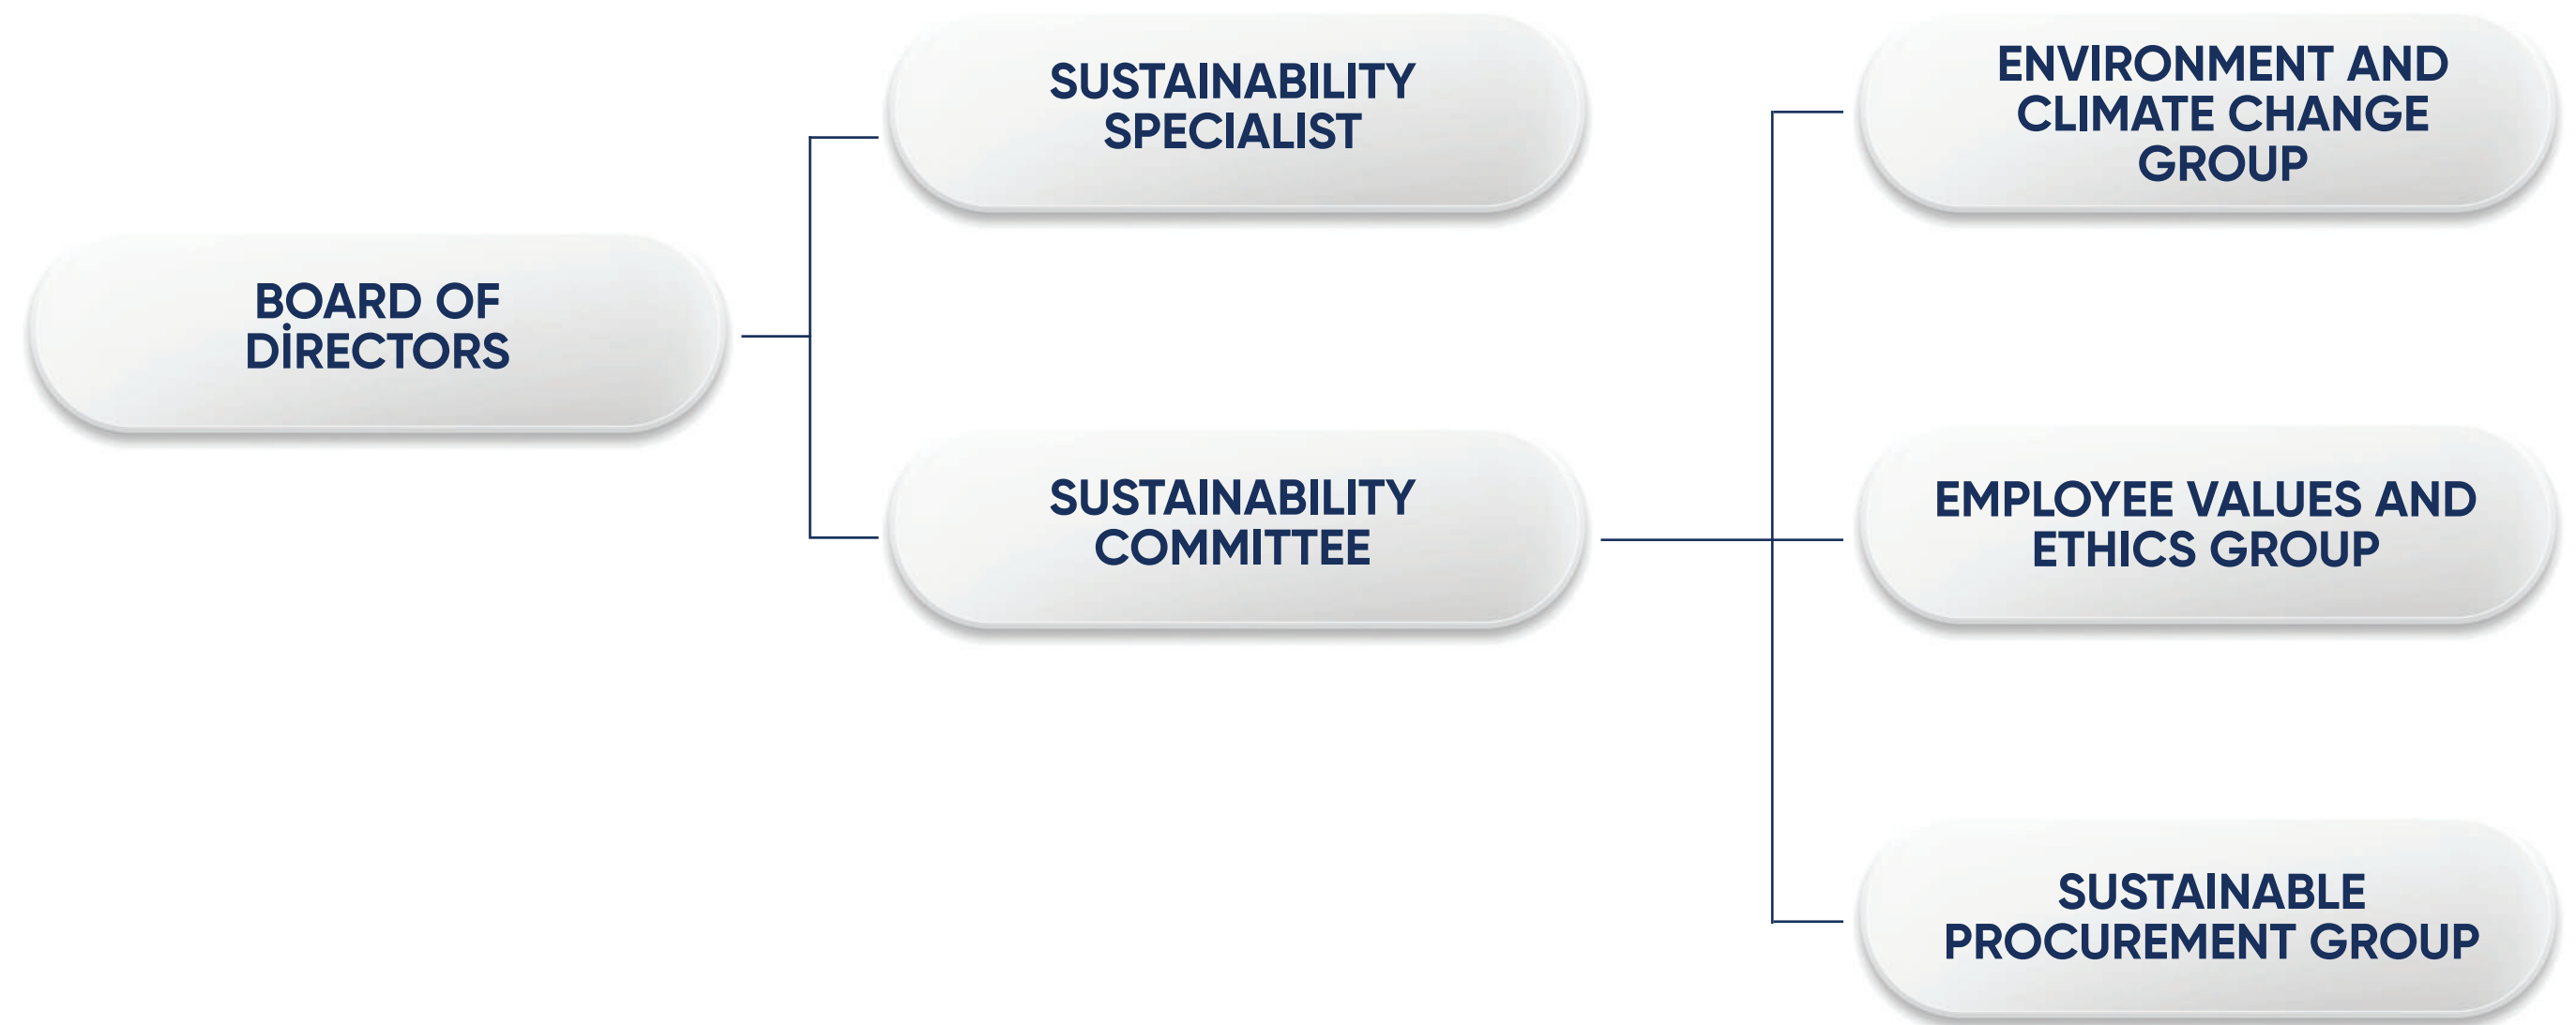 BOARD OF
DİRECTORS
SUSTAINABILITY
SPECIALIST
SUSTAINABILITY
COMMITTEE
ENVIRONMENT AND
CLIMATE CHANGE
GROUP
EMPLOYEE VALUES AND
ETHICS GROUP
SUSTAINABLE
PROCUREMENT GROUP